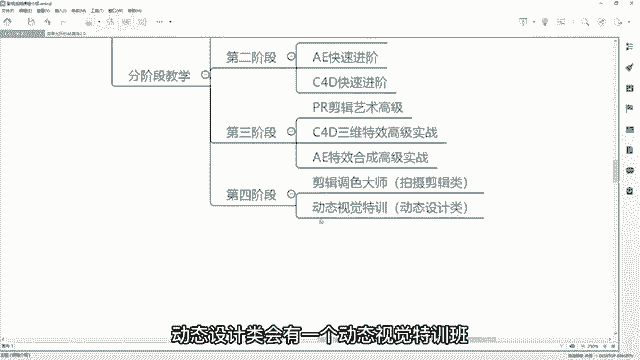 分阶段教学
第二阶段
AE快速进阶
C4D快速进阶
第三阶段
PR剪辑艺术高级
C4D三维特效高级实战
AE特效合成高级实战
第四阶段
剪辑调色大师（拍摄剪辑类）
动态视觉特训（动态设计类）
动态设计类会有一个动态视觉特训班